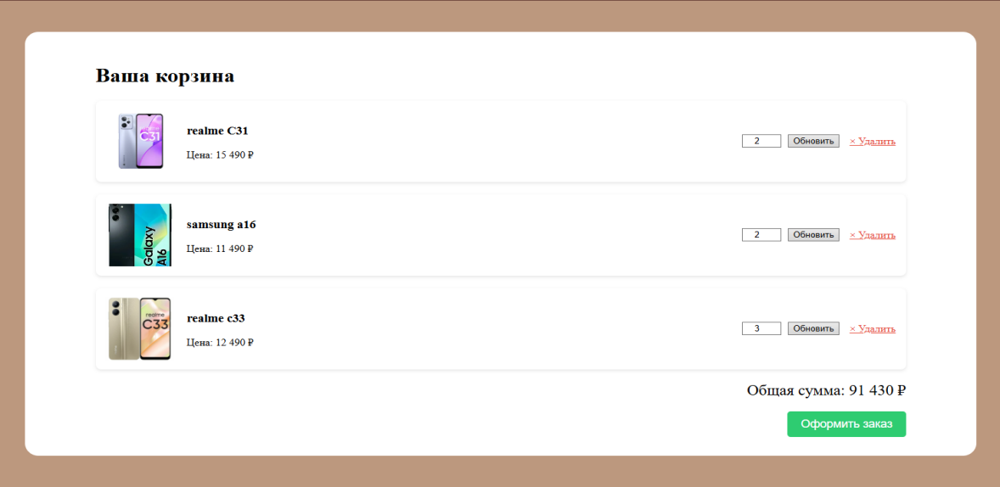 Ваша корзина
realme C31
Цена: 15 490 ₽
2 Обновить × Удалить
C31
samsung a16
Цена: 11 490 ₽
2 Обновить × Удалить
Galaxy
A16
realme c33
Цена: 12 490 ₽
3 Обновить × Удалить
realme
C33
Общая сумма: 91 430 ₽
Оформить заказ